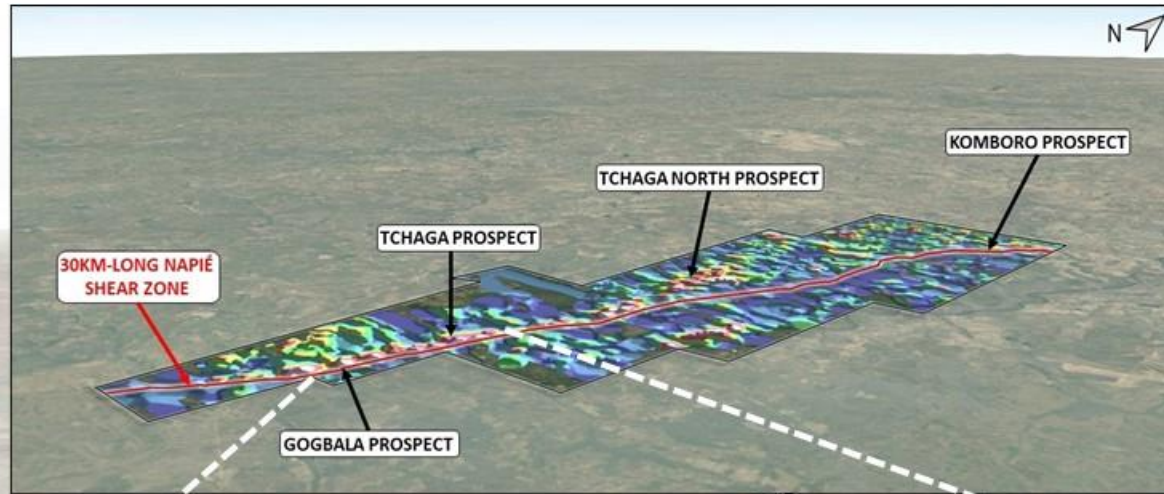 N
KOMBORO PROSPECT
TCHAGA NORTH PROSPECT
TCHAGA PROSPECT
30KM-LONG NAPIÉ
SHEAR ZONE
GOGBALA PROSPECT